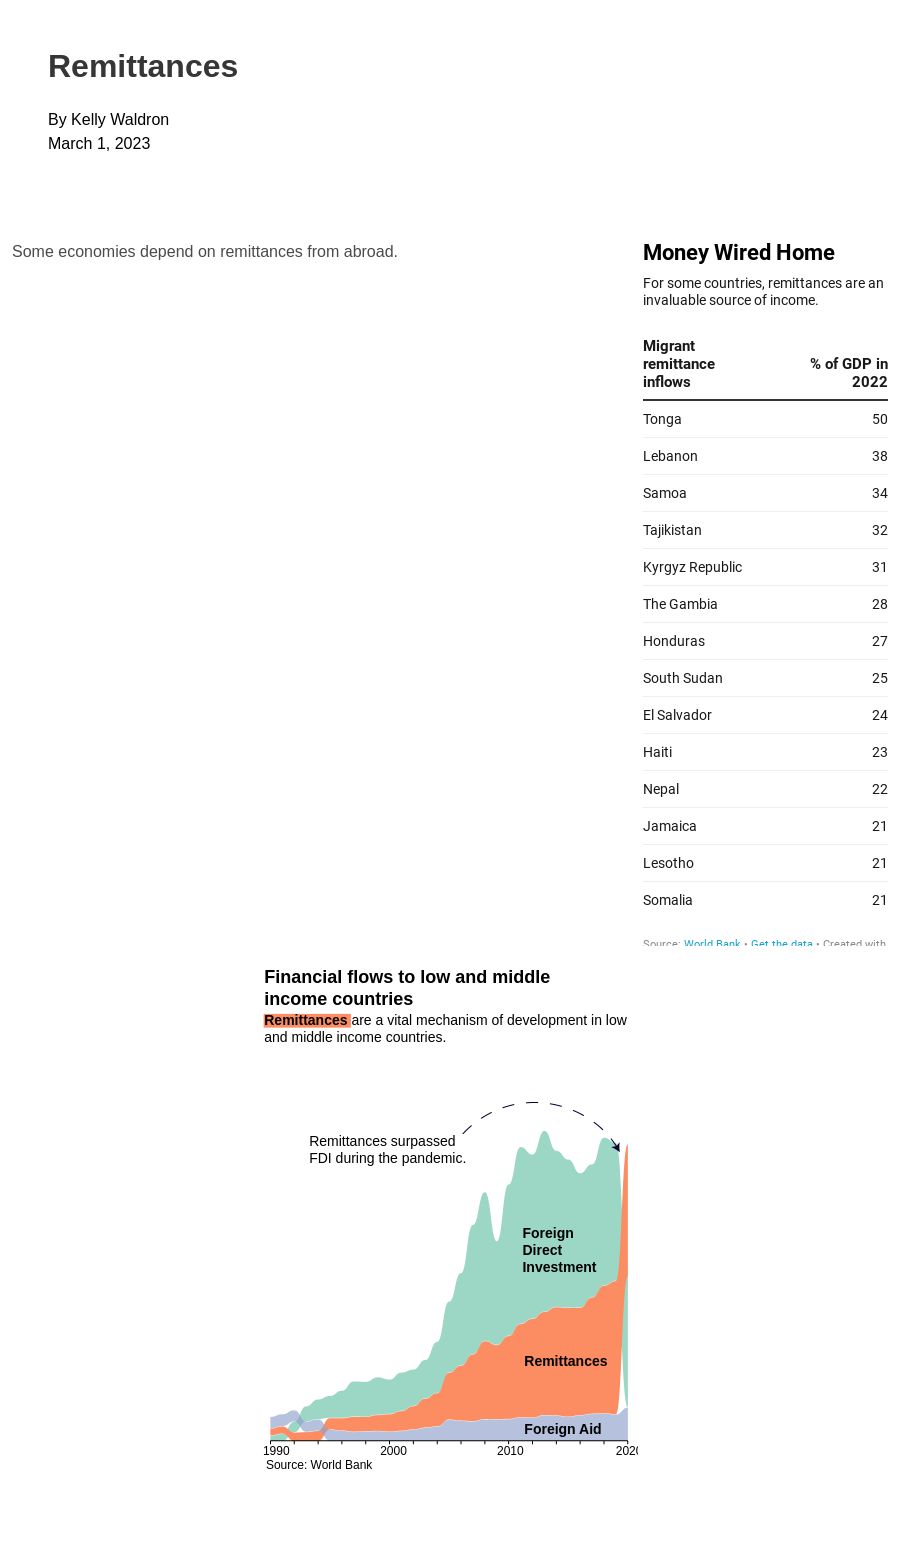 Remittances
By Kelly Waldron
March 1, 2023
Some economies depend on remittances from abroad.
Money Wired Home
For some countries, remittances are an
invaluable source of income.
Migrant
remittance
inflows
% of GDP in
2022
Tonga 50
Lebanon 38
Samoa 34
Tajikistan 32
Kyrgyz Republic 31
The Gambia 28
Honduras 27
South Sudan 25
El Salvador 24
Haiti 23
Nepal 22
Jamaica 21
Lesotho 21
Somalia 21
Source: World Bank • Get the data • Created with
Financial flows to low and middle
income countries
Remittances are a vital mechanism of development in low
and middle income countries.
Remittances surpassed
FDI during the pandemic.
Foreign
Direct
Investment
Remittances
Foreign Aid
1990 2000 2010 2020
Source: World Bank